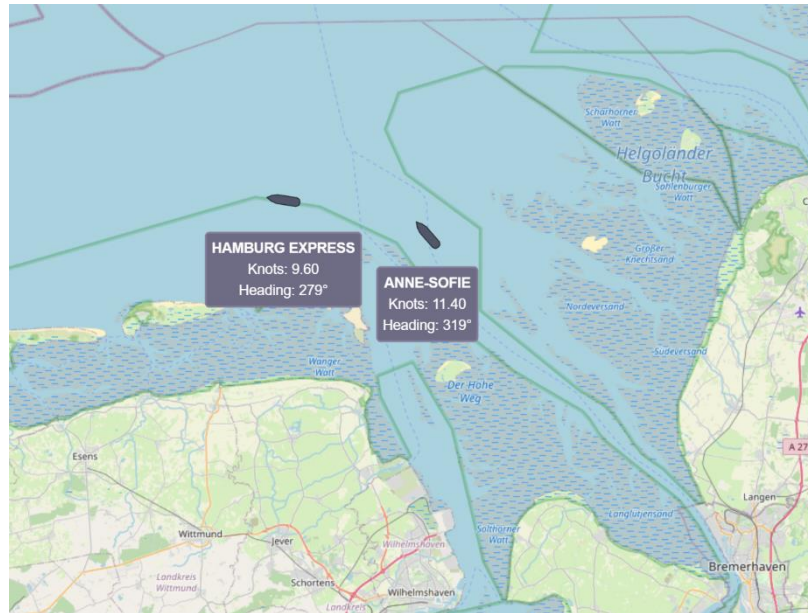 Scharhörner
Watt
Helgoländer
Bucht
Sahlenburger
Watt
Großer
Knechtsand
HAMBURG EXPRESS
Knots: 9.60
Heading: 279°
ANNE-SOFIE
Knots: 11.40
Heading: 319°
Nordeversand
Südeversand
Wanger
Watt
Der Hohe
Weg
A 27
Esens
Langen
Langlütjensand
Solthörner
Watt
Wittmund
Jever
Wilhelmshaven
Bremerhaven
Landkreis
Wittmund
Schortens
Wilhelmshaven
Landkreis